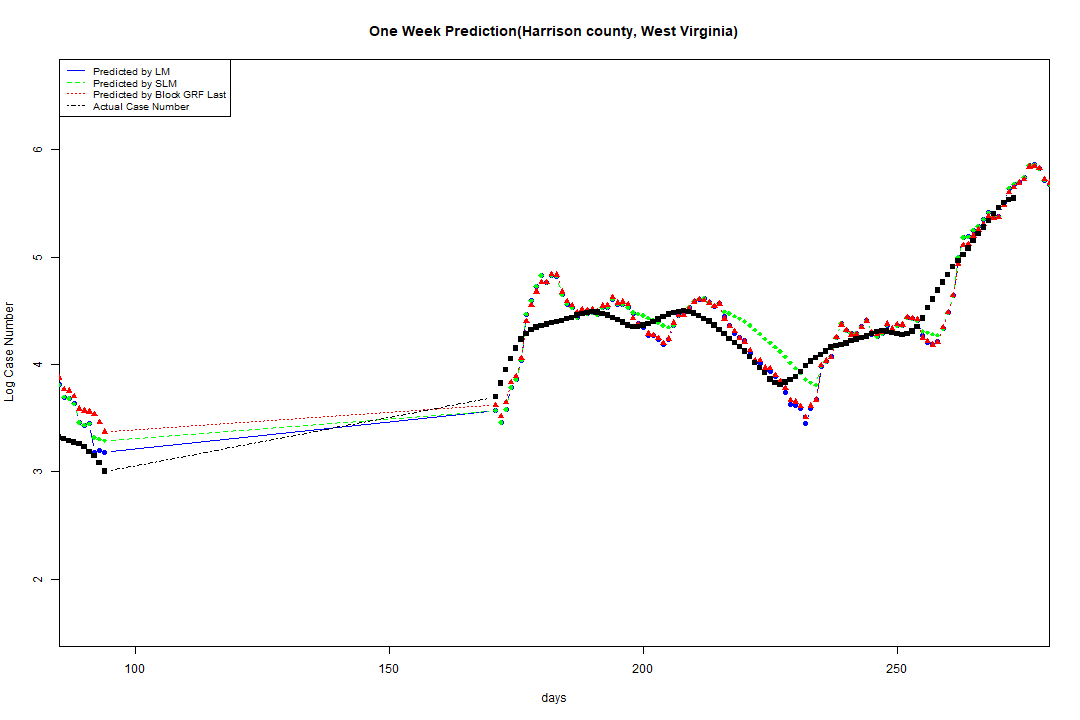 One Week Prediction(Harrison county, West Virginia)
Predicted by LM
Predicted by SLM
Predicted by Block GRF Last
Actual Case Number
Log Case Number
6
5
4
3
2
100
150
200
250
days